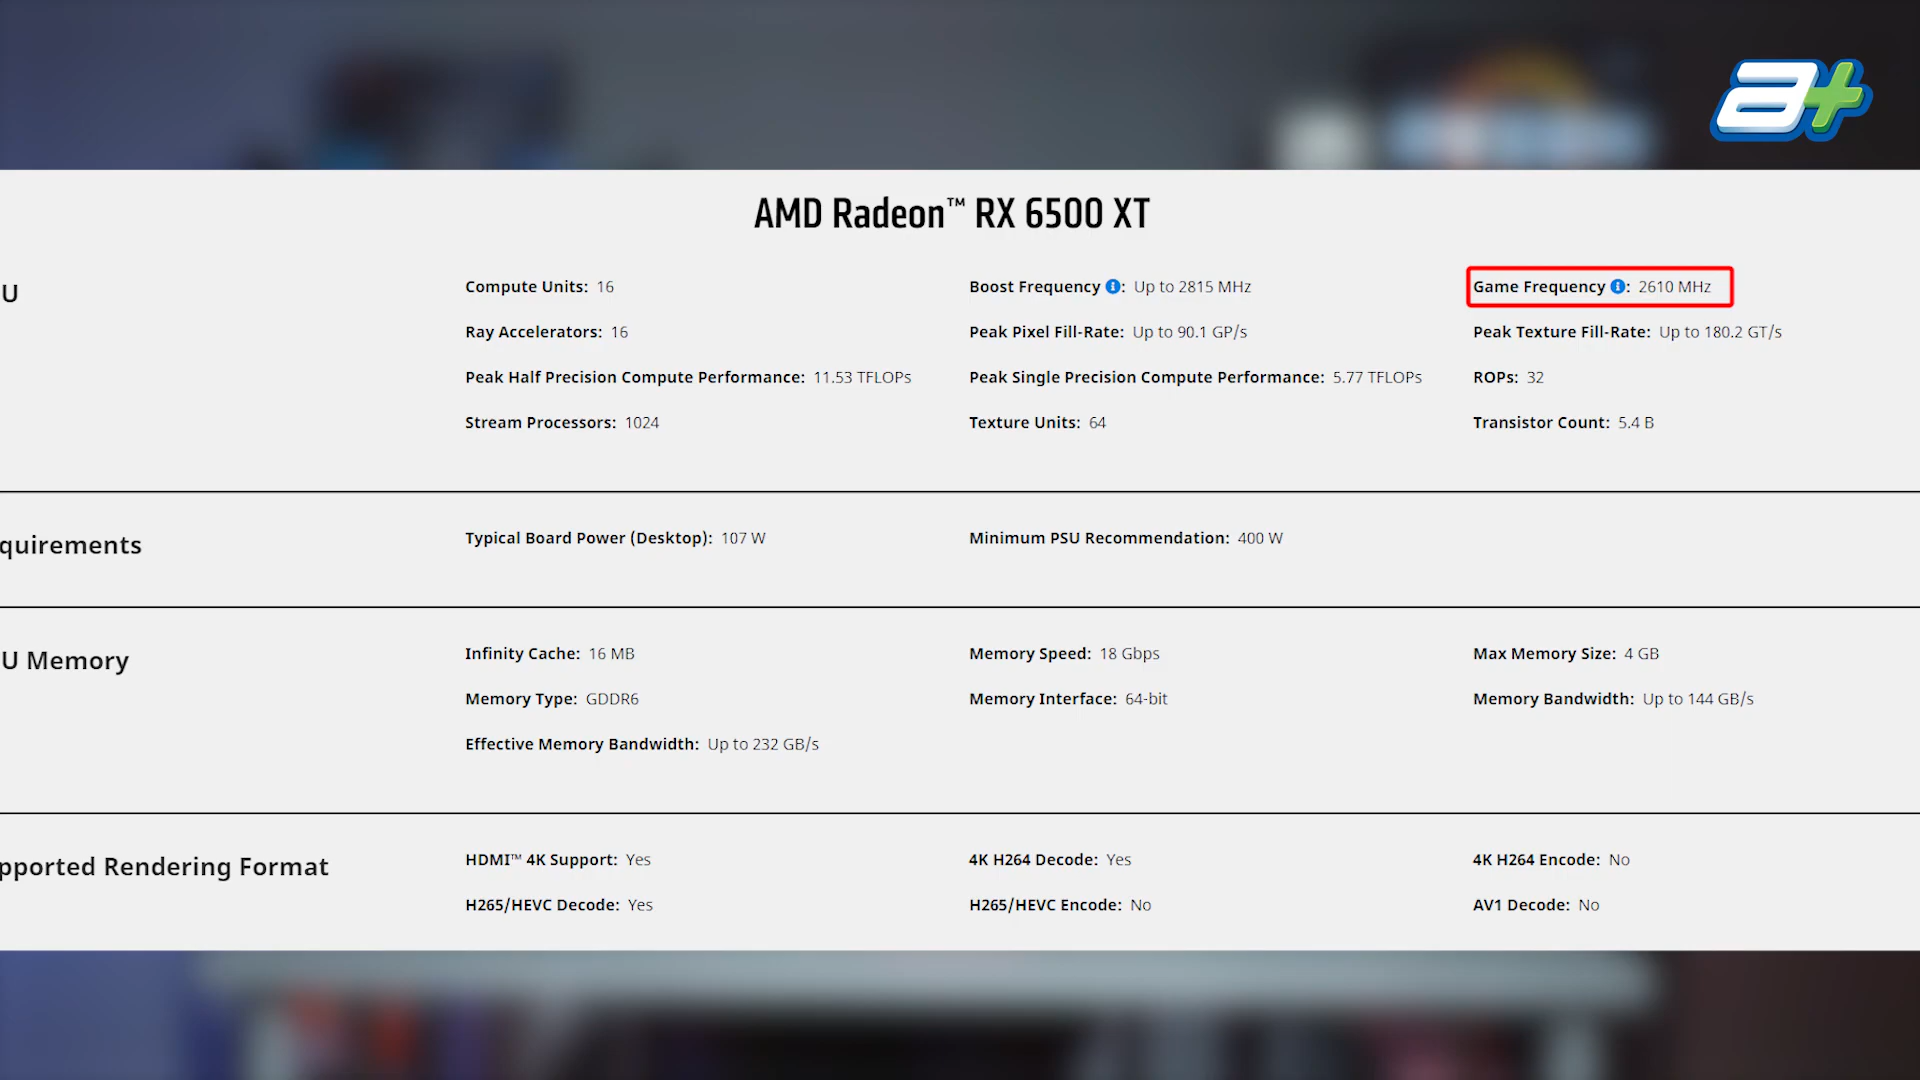 a+
AMD Radeon™ RX 6500 XT
U
Compute Units: 16
Boost Frequency i: Up to 2815 MHz
Game Frequency i: 2610 MHz
Ray Accelerators: 16
Peak Pixel Fill-Rate: Up to 90.1 GP/s
Peak Texture Fill-Rate: Up to 180.2 GT/s
Peak Half Precision Compute Performance: 11.53 TFLOPs
Peak Single Precision Compute Performance: 5.77 TFLOPs
ROPs: 32
Stream Processors: 1024
Texture Units: 64
Transistor Count: 5.4 B
quirements
Typical Board Power (Desktop): 107 W
Minimum PSU Recommendation: 400 W
U Memory
Infinity Cache: 16 MB
Memory Speed: 18 Gbps
Max Memory Size: 4 GB
Memory Type: GDDR6
Memory Interface: 64-bit
Memory Bandwidth: Up to 144 GB/s
Effective Memory Bandwidth: Up to 232 GB/s
pported Rendering Format
HDMI™ 4K Support: Yes
4K H264 Decode: Yes
4K H264 Encode: No
H265/HEVC Decode: Yes
H265/HEVC Encode: No
AV1 Decode: No